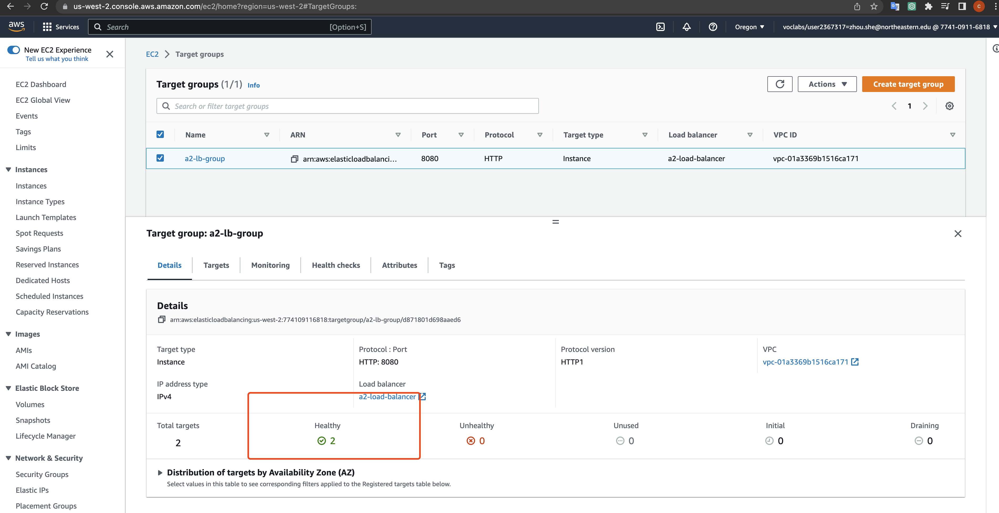 us-west-2.console.aws.amazon.com/ec2/home?region=us-west-2#TargetGroups:
C
aws
Services
Search
[Option+S]
Oregon
voclabs/user2367317=zhou.she@northeastern.edu @ 7741-0911-6818
New EC2 Experience
Tell us what you think
EC2 Dashboard
EC2 Global View
Events
Tags
Limits
Instances
Instances
Instance Types
Launch Templates
Spot Requests
Savings Plans
Reserved Instances
Dedicated Hosts
Scheduled Instances
Capacity Reservations
Images
AMIs
AMI Catalog
Elastic Block Store
Volumes
Snapshots
Lifecycle Manager
Network & Security
Security Groups
Elastic IPs
Placement Groups
EC2 > Target groups
Target groups (1/1) Info
Actions
Create target group
Search or filter target groups
1
Name ARN Port Protocol Target type Load balancer VPC ID
a2-lb-group arn:aws:elasticloadbalanci... 8080 HTTP Instance a2-load-balancer vpc-01a3369b1516ca171
Target group: a2-lb-group
Details Targets Monitoring Health checks Attributes Tags
Details
arn:aws:elasticloadbalancing:us-west-2:774109116818:targetgroup/a2-lb-group/d871801d698aaed6
Target type Protocol : Port Protocol version VPC
Instance HTTP: 8080 HTTP1 vpc-01a3369b1516ca171
IP address type Load balancer
IPv4 a2-load-balancer
Total targets Healthy Unhealthy Unused Initial Draining
2 2 0 0 0 0
Distribution of targets by Availability Zone (AZ)
Select values in this table to see corresponding filters applied to the Registered targets table below.